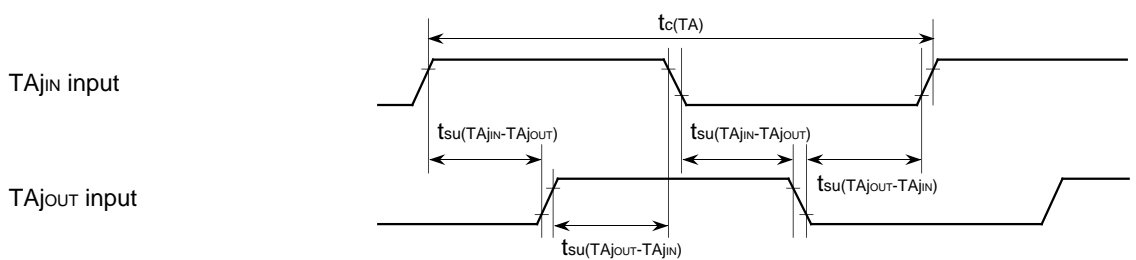 tc(TA)
TAjIN input
tsu(TAjIN-TAjOUT) tsu(TAjIN-TAjOUT)
tsu(TAjOUT-TAjIN)
TAjOUT input
tsu(TAjOUT-TAjIN)